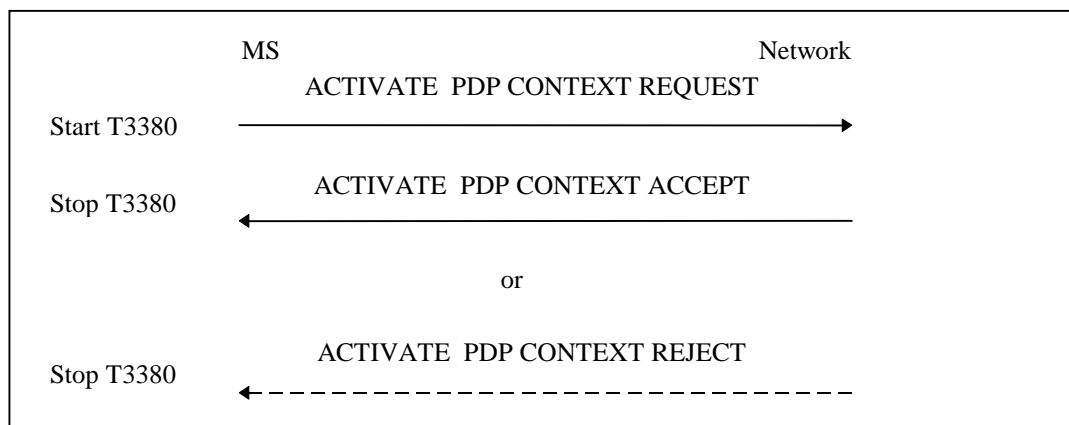 MS Network
ACTIVATE PDP CONTEXT REQUEST
Start T3380
ACTIVATE PDP CONTEXT ACCEPT
Stop T3380
or
ACTIVATE PDP CONTEXT REJECT
Stop T3380